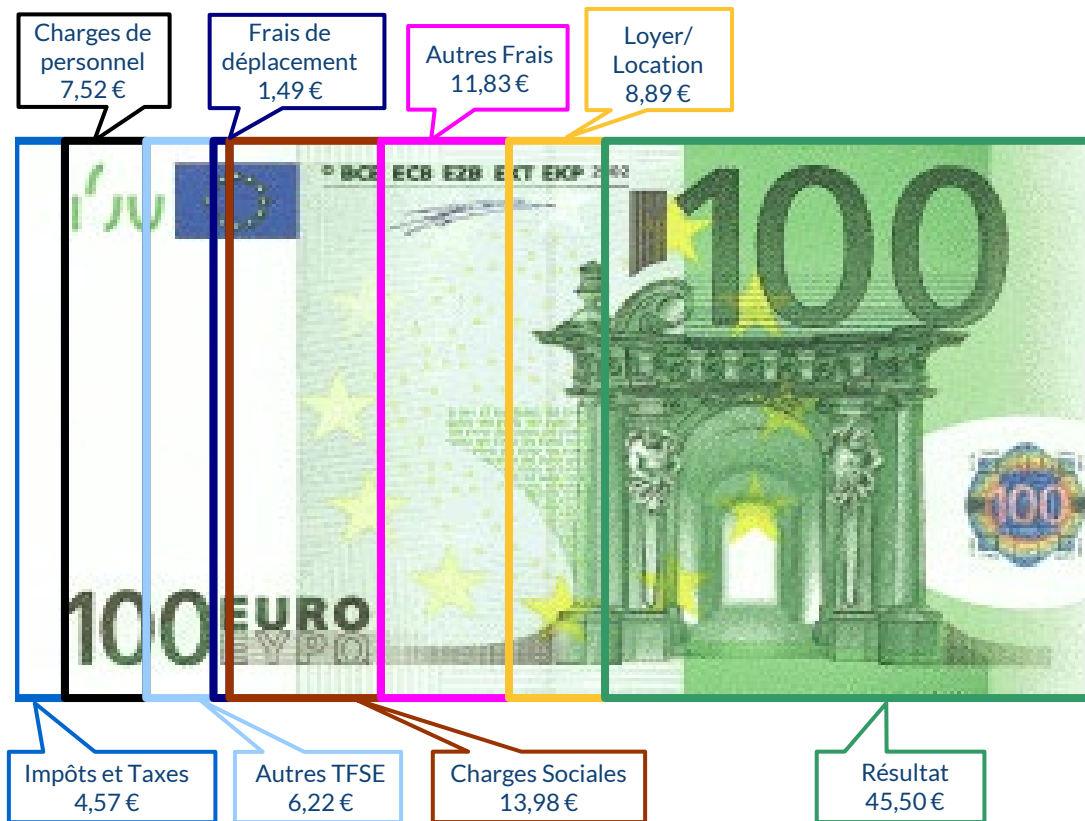 Charges de
personnel
7,52 €
Frais de
déplacement
1,49 €
Autres Frais
11,83 €
Loyer/
Location
8,89 €
© BCE ECB EZB EKT EKP 2002
100
100
100 EURO
ΕΥΡΩ
Impôts et Taxes
4,57 €
Autres TFSE
6,22 €
Charges Sociales
13,98 €
Résultat
45,50 €